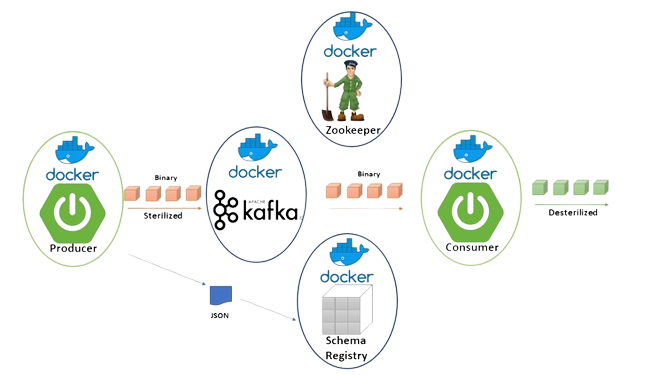 docker
Zookeeper
docker
Producer
Binary
Sterilized
docker
APACHE
kafka
Binary
docker
Consumer
Desterilized
JSON
docker
Schema
Registry